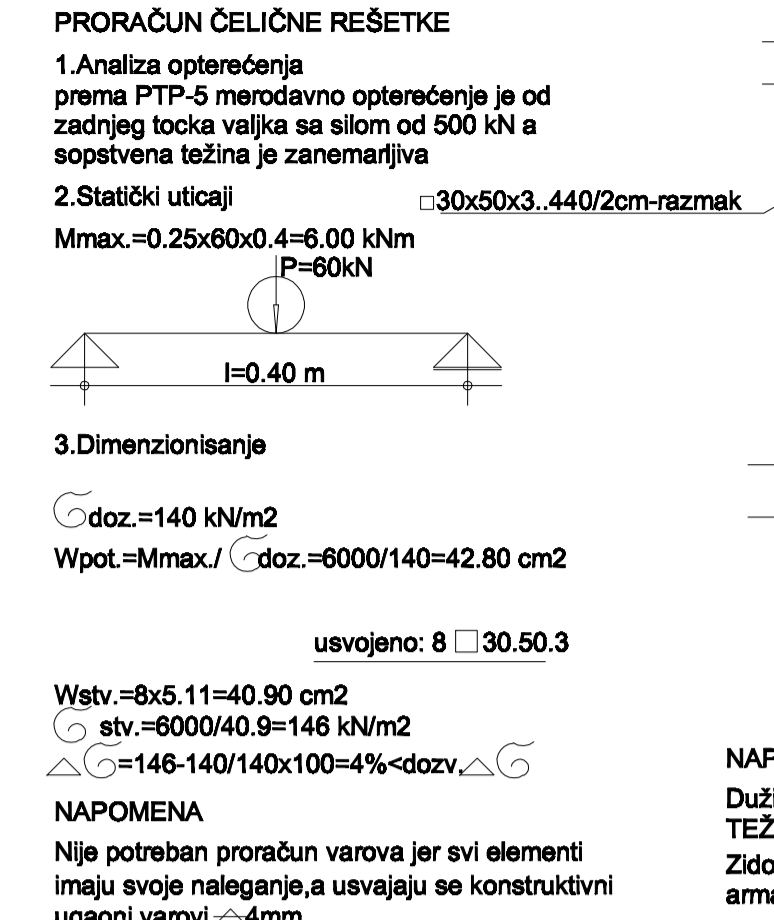 PRORAČUN ČELIČNE REŠETKE
1.Analiza opterećenja
prema PTP-5 merodavno opterećenje je od
zadnjeg tocka valjka sa silom od 500 kN a
sopstvena težina je zanemarljiva
2.Statički uticaji
□30x50x3..440/2cm-razmak
Mmax.=0.25x60x0.4=6.00 kNm
P=60kN
l=0.40 m
3.Dimenzionisanje
σdoz.=140 kN/m2
Wpot.=Mmax./ σdoz.=6000/140=42.80 cm2
usvojeno: 8 □ 30.50.3
Wstv.=8x5.11=40.90 cm2
σ stv.=6000/40.9=146 kN/m2
△σ=146-140/140x100=4%<dozv.△σ
NAPOMENA
Nije potreban proračun varova jer svi elementi
imaju svoje naleganje,a usvajaju se konstruktivni
ugaoni varovi △4mm
NAP
Duži
TEŽ
Zido
arma